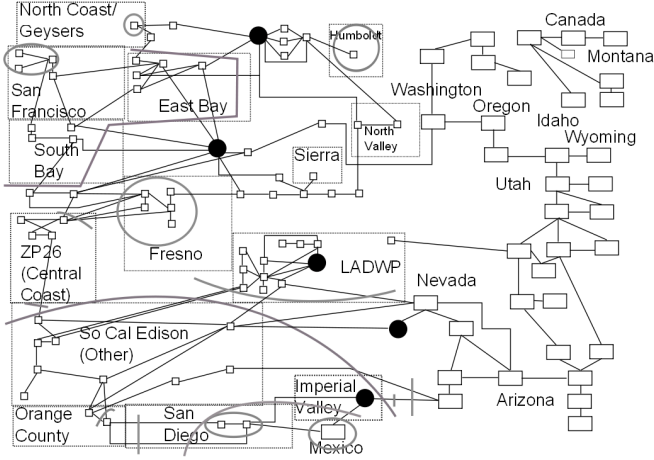 North Coast/
Geysers
Humboldt
Canada
Montana
San
Francisco
East Bay
Washington
Oregon
Idaho
Wyoming
North
Valley
South
Bay
Sierra
Utah
Fresno
ZP26
(Central
Coast)
LADWP
Nevada
So Cal Edison
(Other)
Imperial
Valley
Arizona
Orange
County
San
Diego
Mexico